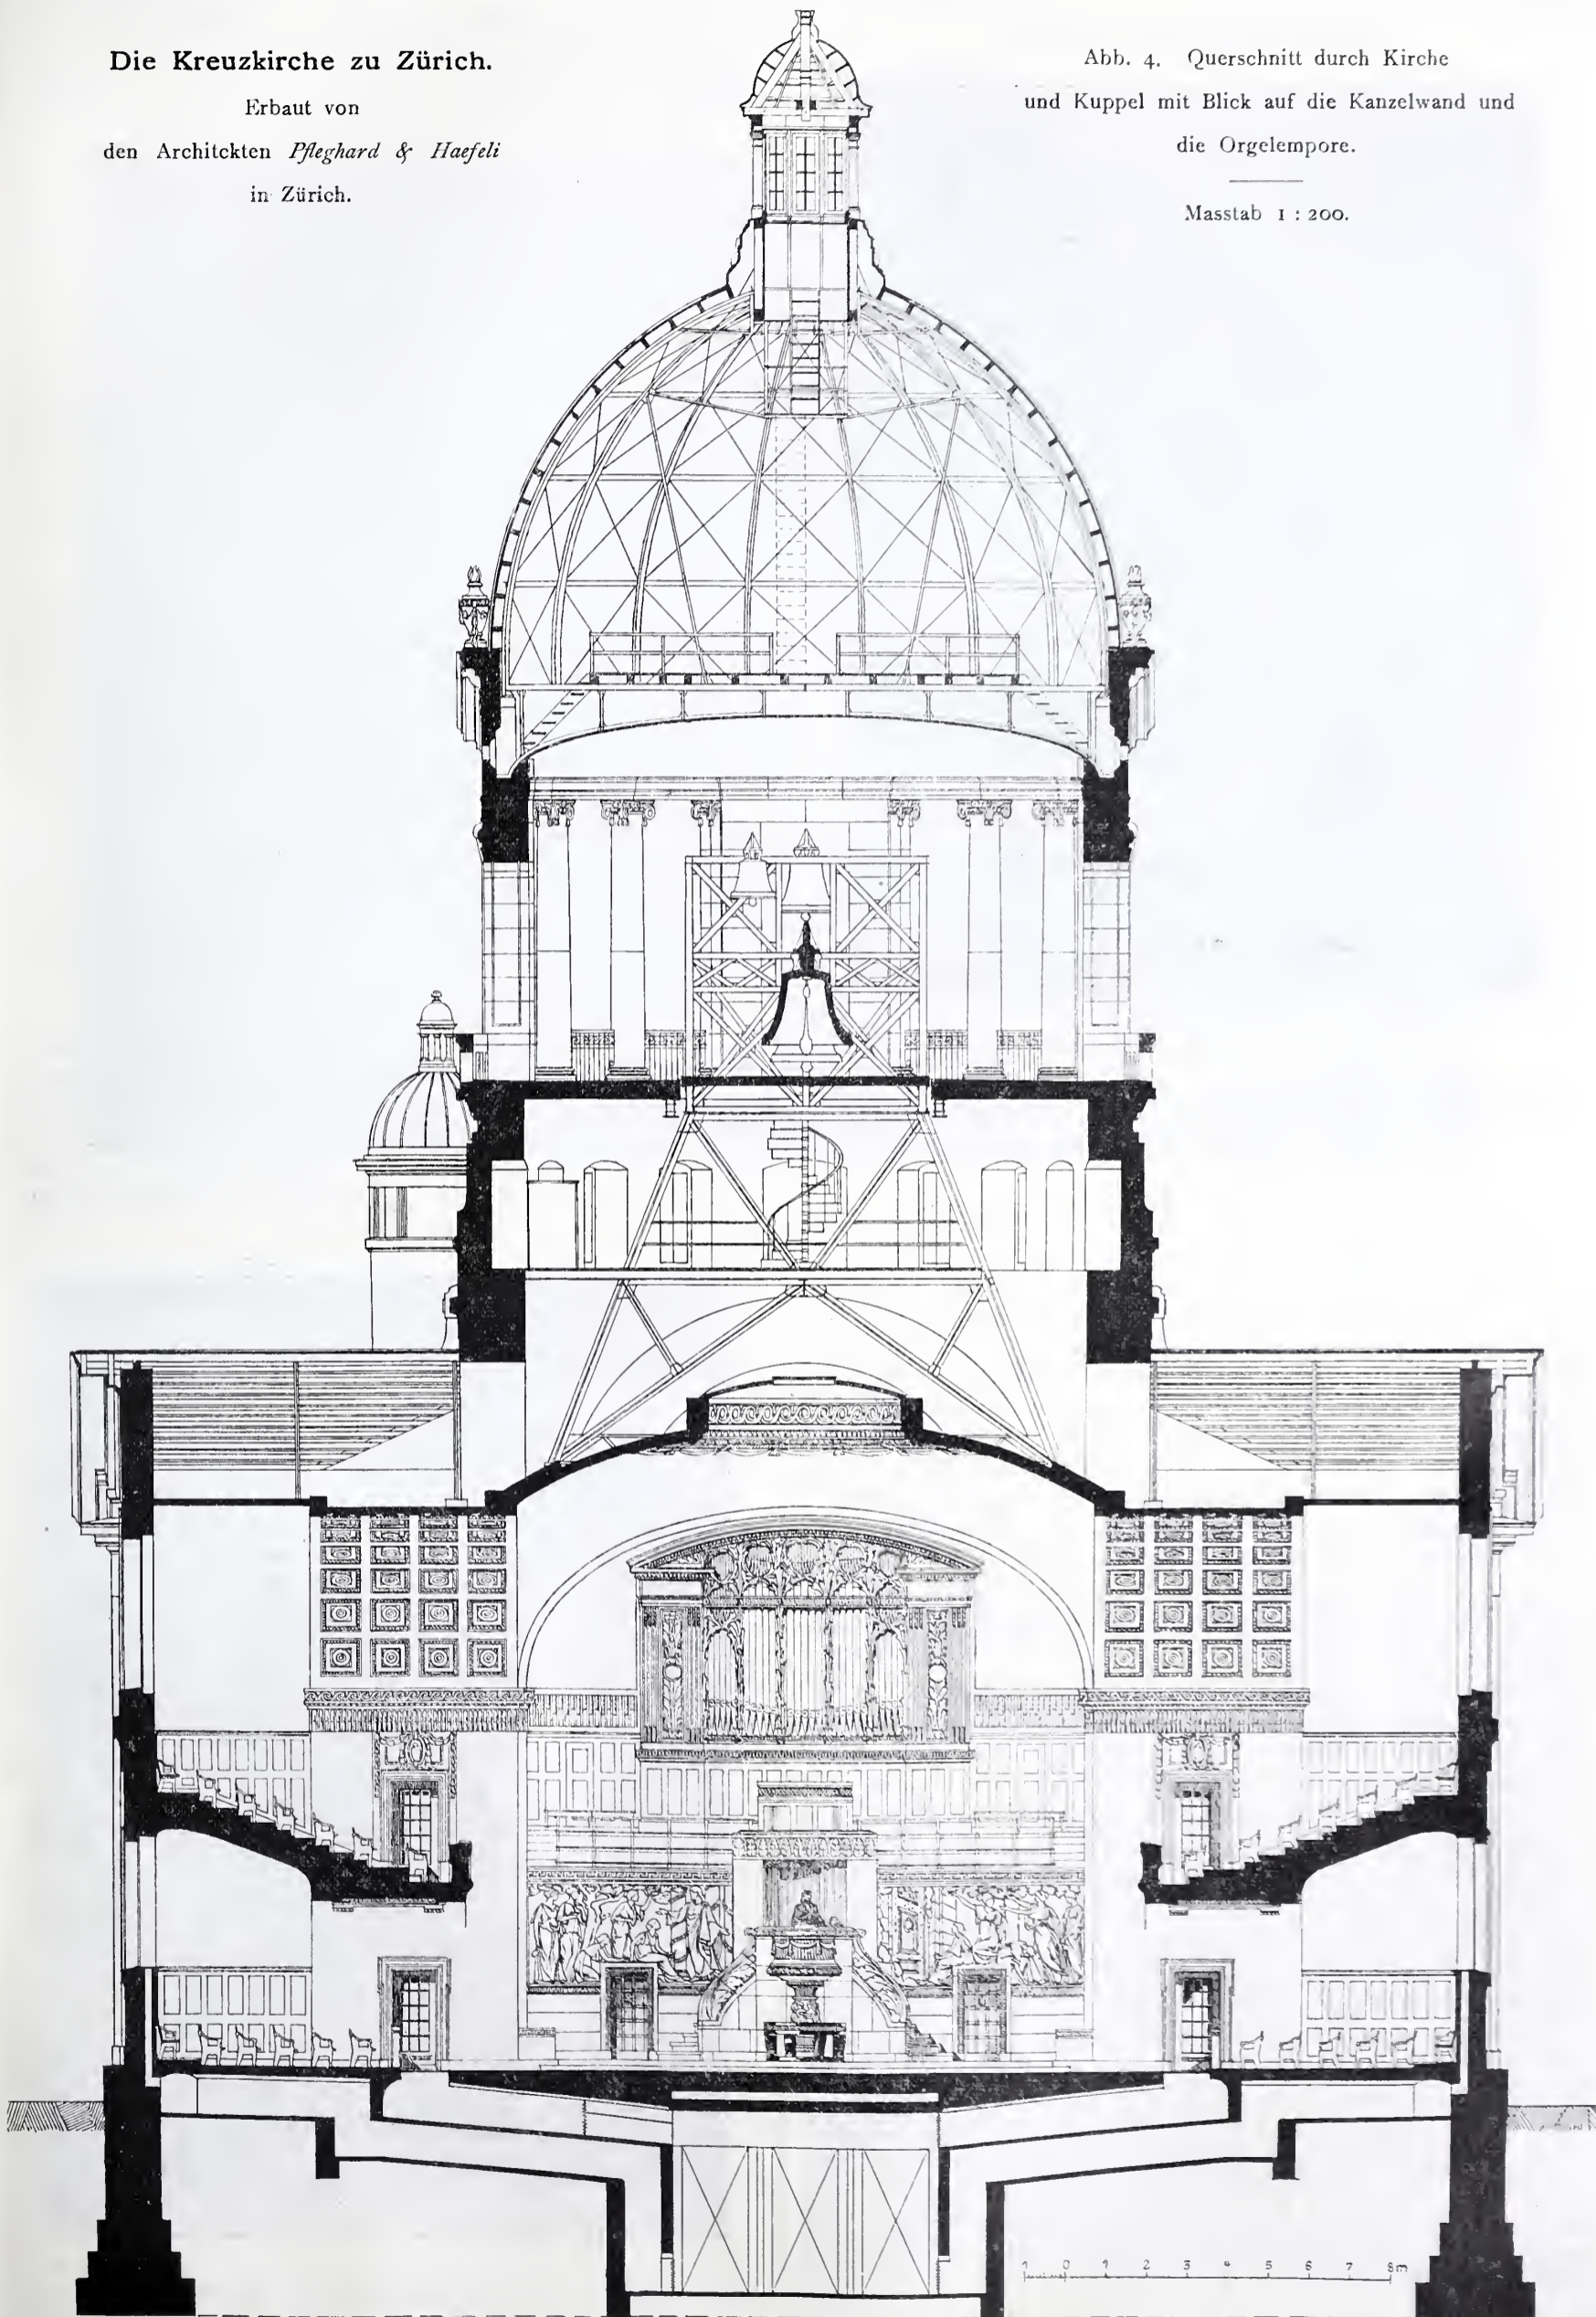 Die Kreuzkirche zu Zürich.
Erbaut von
den Architekten Pfleghard & Haefeli
in Zürich.
Abb. 4. Querschnitt durch Kirche
und Kuppel mit Blick auf die Kanzelwand und
die Orgelempore.
Masstab 1 : 200.
1 0 1 2 3 4 5 6 7 8m